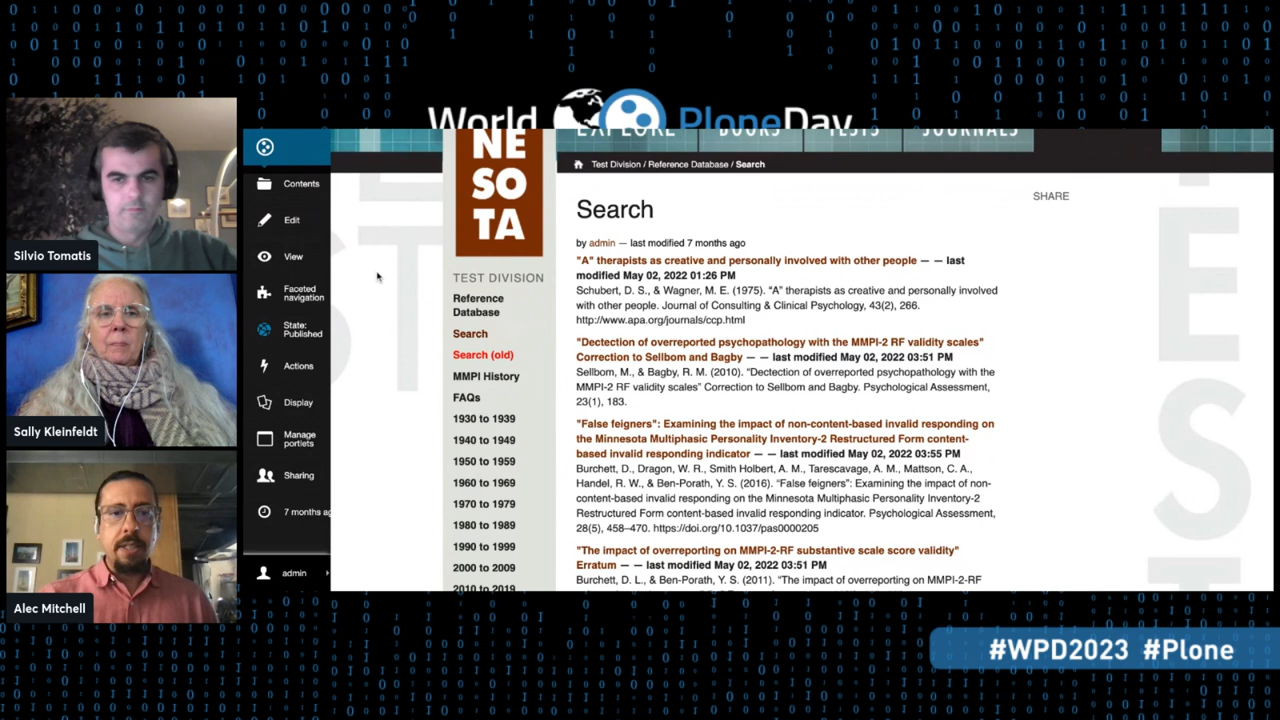 World PloneDay
Silvio Tomatis
Sally Kleinfeldt
Alec Mitchell
Contents
Edit
View
Faceted
navigation
State:
Published
Actions
Display
Manage
portlets
Sharing
7 months ag
admin
NE
SO
TA
TEST DIVISION
Reference
Database
Search
Search (old)
MMPI History
FAQs
1930 to 1939
1940 to 1949
1950 to 1959
1960 to 1969
1970 to 1979
1980 to 1989
1990 to 1999
2000 to 2009
2010 to 2019
EXPLORE BOOKS TESTS JOURNALS
Test Division / Reference Database / Search
Search
SHARE
by admin — last modified 7 months ago
"A" therapists as creative and personally involved with other people — — last
modified May 02, 2022 01:26 PM
Schubert, D. S., & Wagner, M. E. (1975). “A” therapists as creative and personally involved
with other people. Journal of Consulting & Clinical Psychology, 43(2), 266.
http://www.apa.org/journals/ccp.html
"Dectection of overreported psychopathology with the MMPI-2 RF validity scales"
Correction to Sellbom and Bagby — — last modified May 02, 2022 03:51 PM
Sellbom, M., & Bagby, R. M. (2010). “Dectection of overreported psychopathology with the
MMPI-2 RF validity scales” Correction to Sellbom and Bagby. Psychological Assessment,
23(1), 183.
"False feigners": Examining the impact of non-content-based invalid responding on
the Minnesota Multiphasic Personality Inventory-2 Restructured Form content-
based invalid responding indicator — — last modified May 02, 2022 03:55 PM
Burchett, D., Dragon, W. R., Smith Holbert, A. M., Tarescavage, A. M., Mattson, C. A.,
Handel, R. W., & Ben-Porath, Y. S. (2016). “False feigners”: Examining the impact of non-
content-based invalid responding on the Minnesota Multiphasic Personality Inventory-2
Restructured Form content-based invalid responding indicator. Psychological Assessment,
28(5), 458–470. https://doi.org/10.1037/pas0000205
"The impact of overreporting on MMPI-2-RF substantive scale score validity"
Erratum — — last modified May 02, 2022 03:51 PM
Burchett, D. L., & Ben-Porath, Y. S. (2011). “The impact of overreporting on MMPI-2-RF
#WPD2023 #Plone